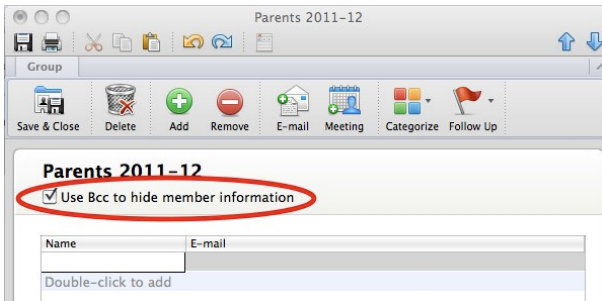 Parents 2011-12
Group
Save & Close Delete Add Remove E-mail Meeting Categorize Follow Up
Parents 2011-12
Use Bcc to hide member information
Name E-mail
Double-click to add